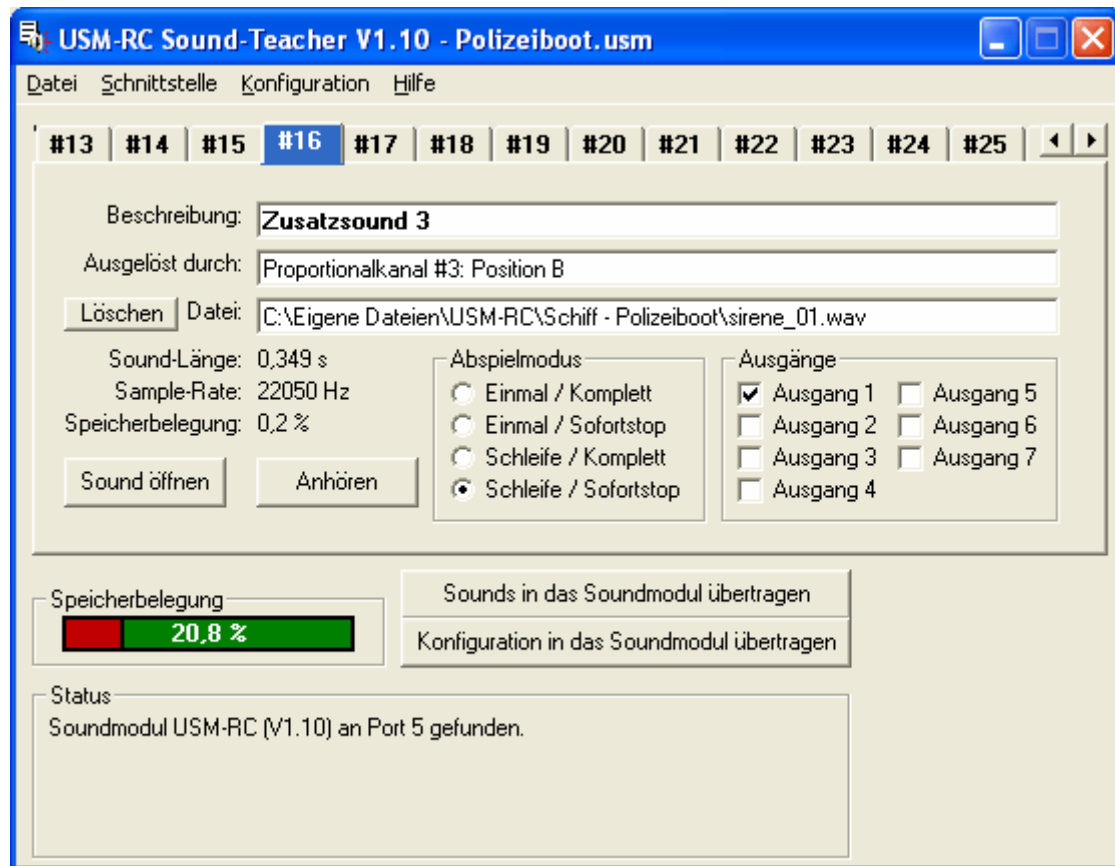 USM-RC Sound-Teacher V1.10 - Polizeiboot.usm
Datei Schnittstelle Konfiguration Hilfe
#13 #14 #15 #16 #17 #18 #19 #20 #21 #22 #23 #24 #25
Beschreibung: Zusatzsound 3
Ausgelöst durch: Proportionalkanal #3: Position B
Löschen Datei: C:\Eigene Dateien\USM-RC\Schiff - Polizeiboot\sirene_01.wav
Sound-Länge: 0,349 s
Sample-Rate: 22050 Hz
Speicherbelegung: 0,2 %
Sound öffnen Anhören
Abspielmodus
Einmal / Komplett
Einmal / Sofortstop
Schleife / Komplett
Schleife / Sofortstop
Ausgänge
Ausgang 1 Ausgang 5
Ausgang 2 Ausgang 6
Ausgang 3 Ausgang 7
Ausgang 4
Speicherbelegung
20,8 %
Sounds in das Soundmodul übertragen
Konfiguration in das Soundmodul übertragen
Status
Soundmodul USM-RC (V1.10) an Port 5 gefunden.